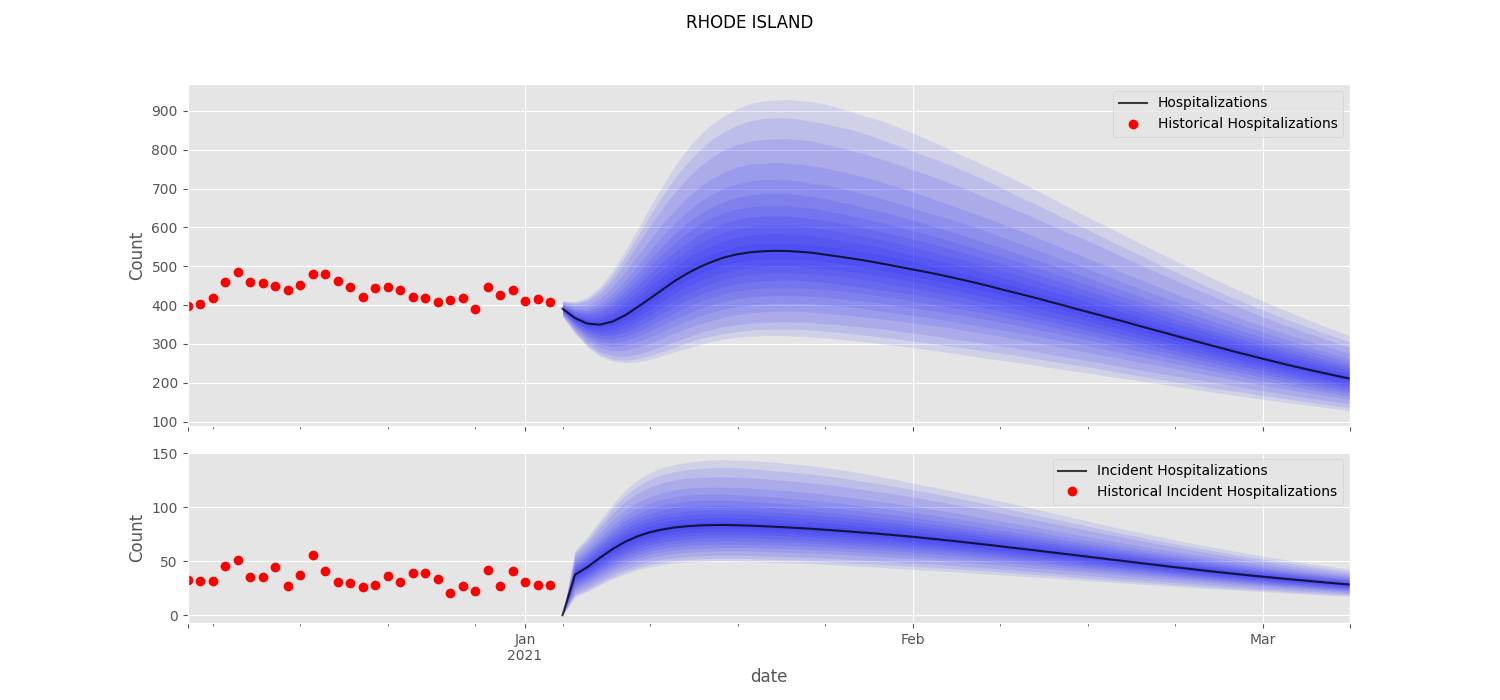 RHODE ISLAND
Hospitalizations
Historical Hospitalizations
Count
900
800
700
600
500
400
300
200
100
Incident Hospitalizations
Historical Incident Hospitalizations
Count
150
100
50
0
Jan
2021
Feb
Mar
date